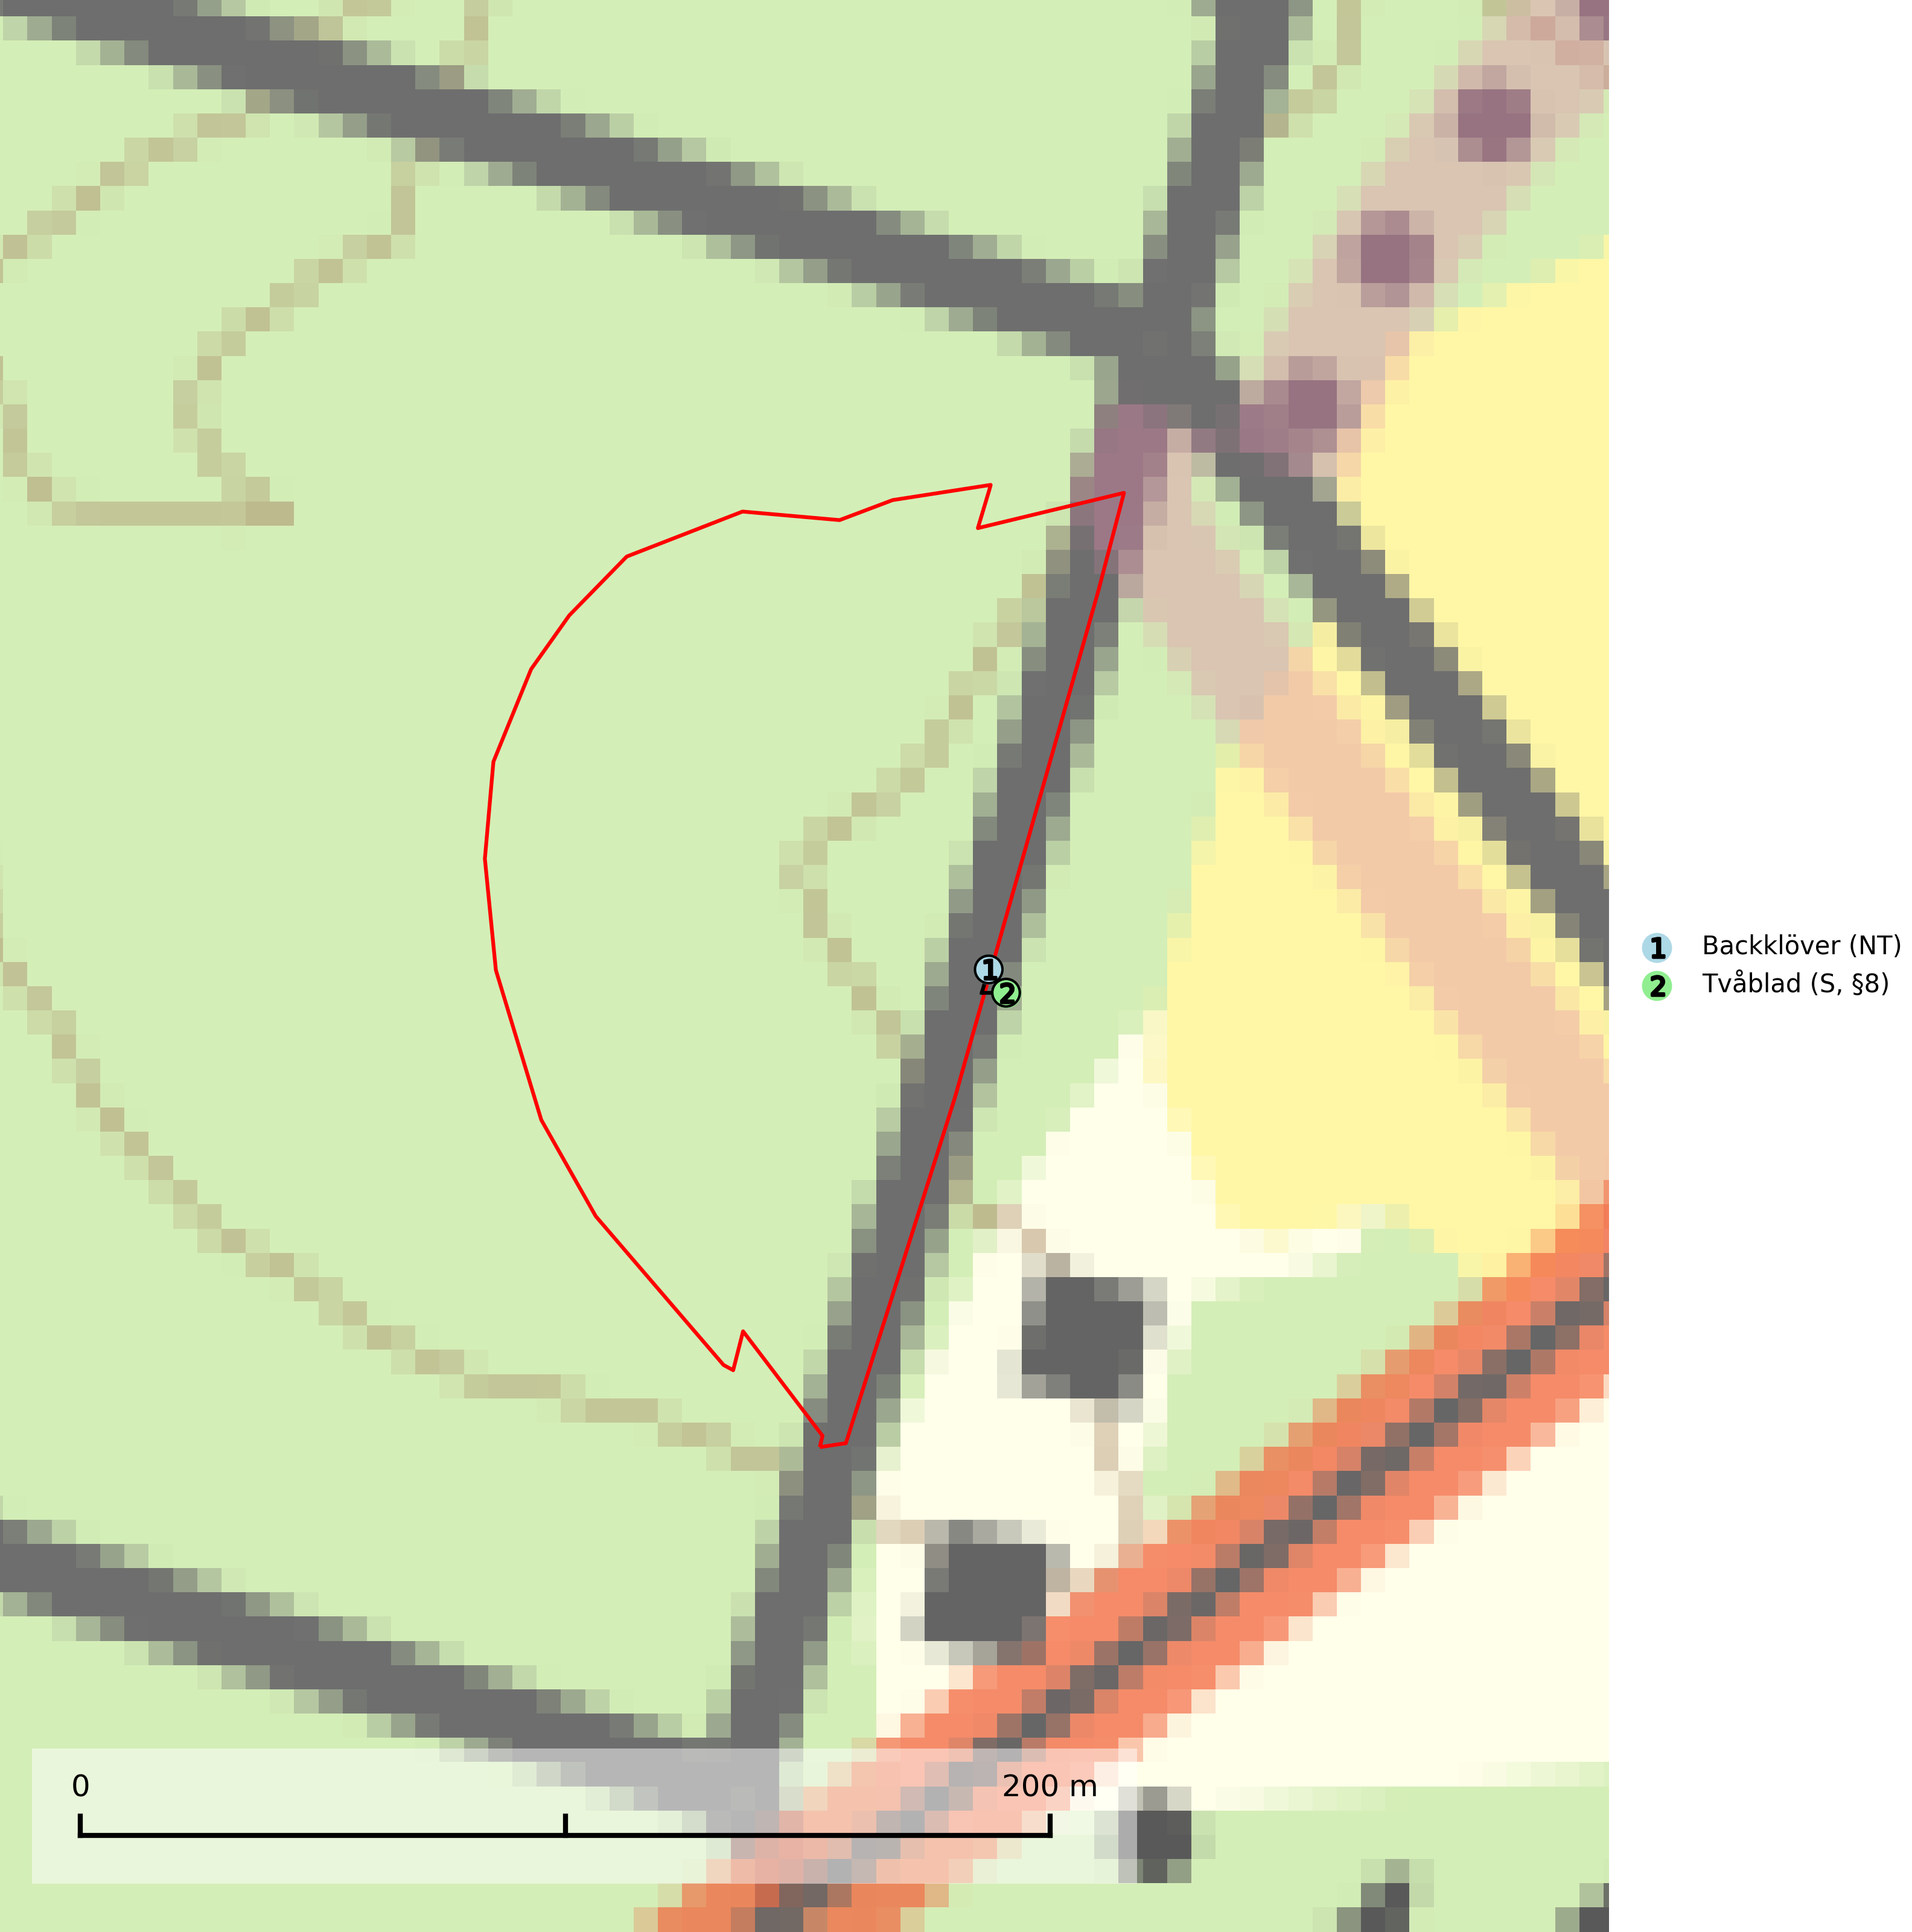 1
2
1 Backklöver (NT)
2 Tvåblad (S, §8)
0 200 m